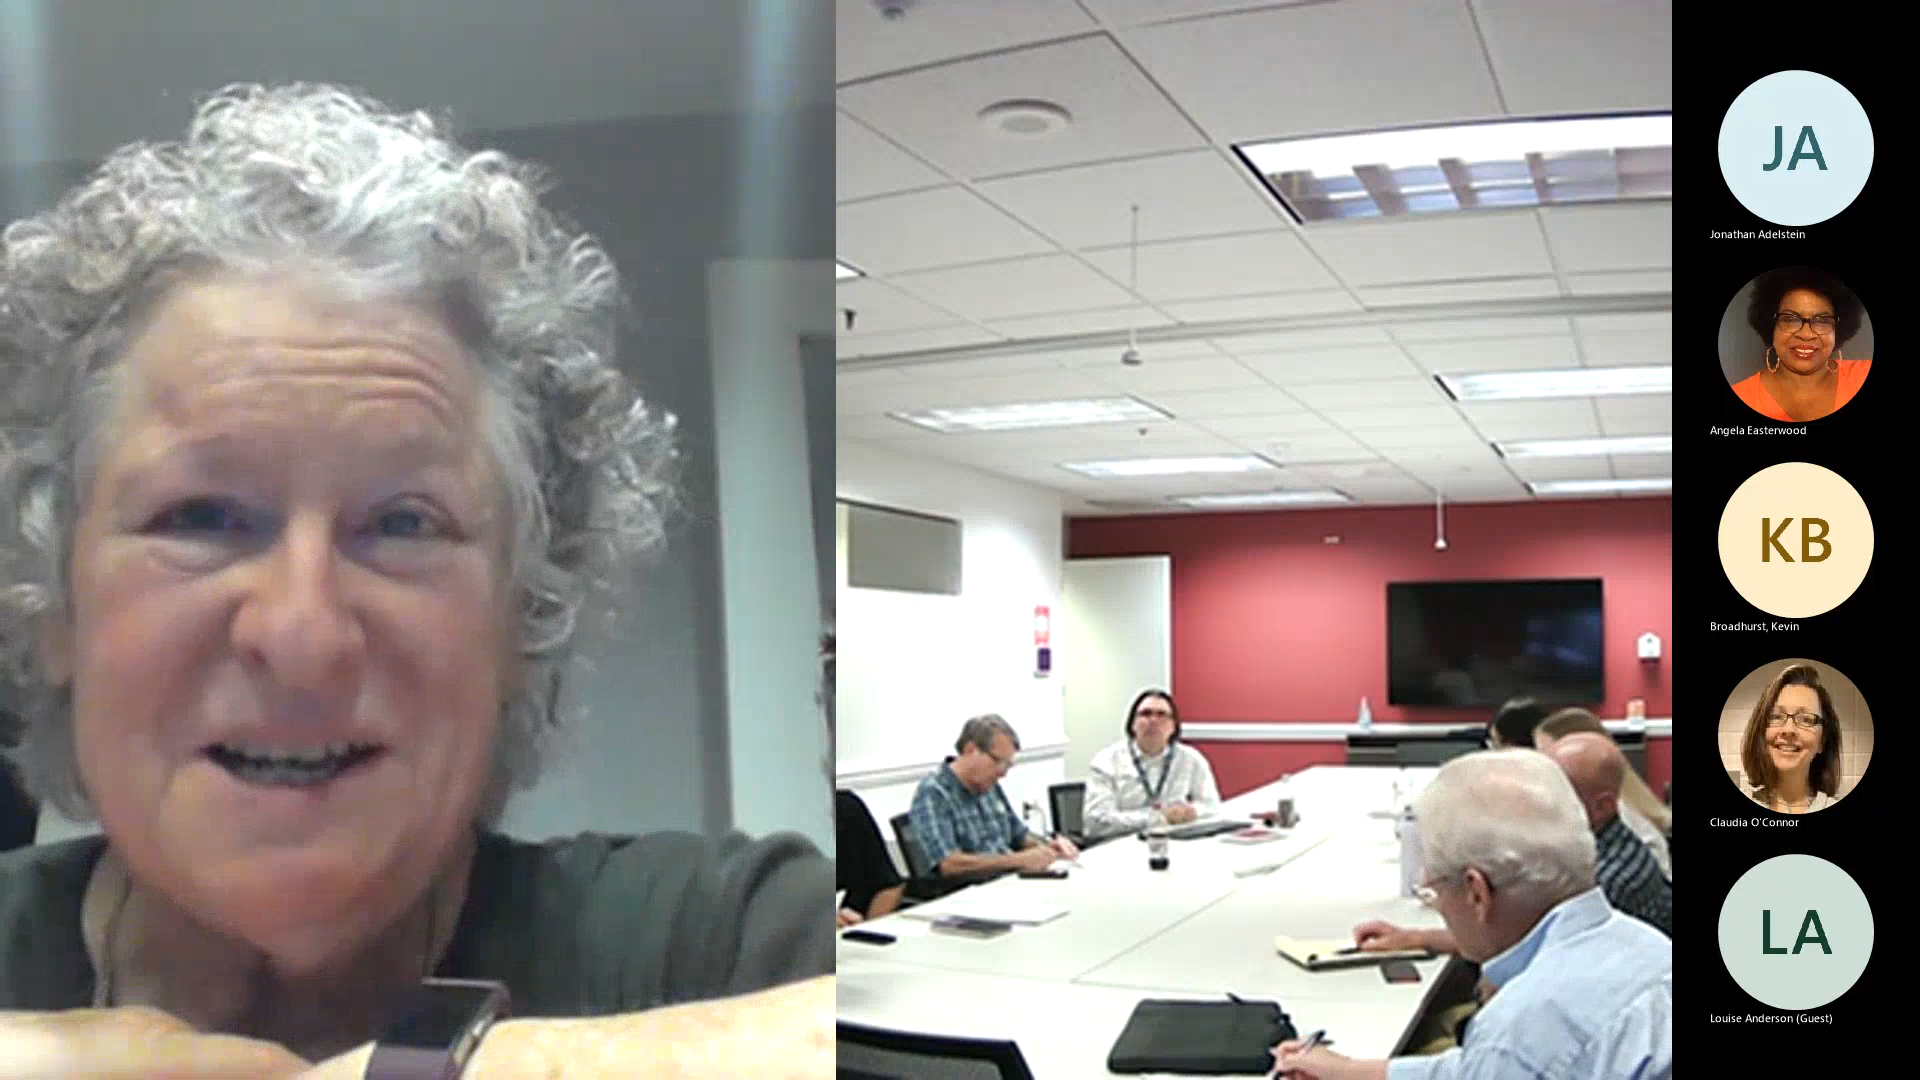 JA
Jonathan Adelstein
Angela Easterwood
KB
Broadhurst, Kevin
Claudia O'Connor
LA
Louise Anderson (Guest)